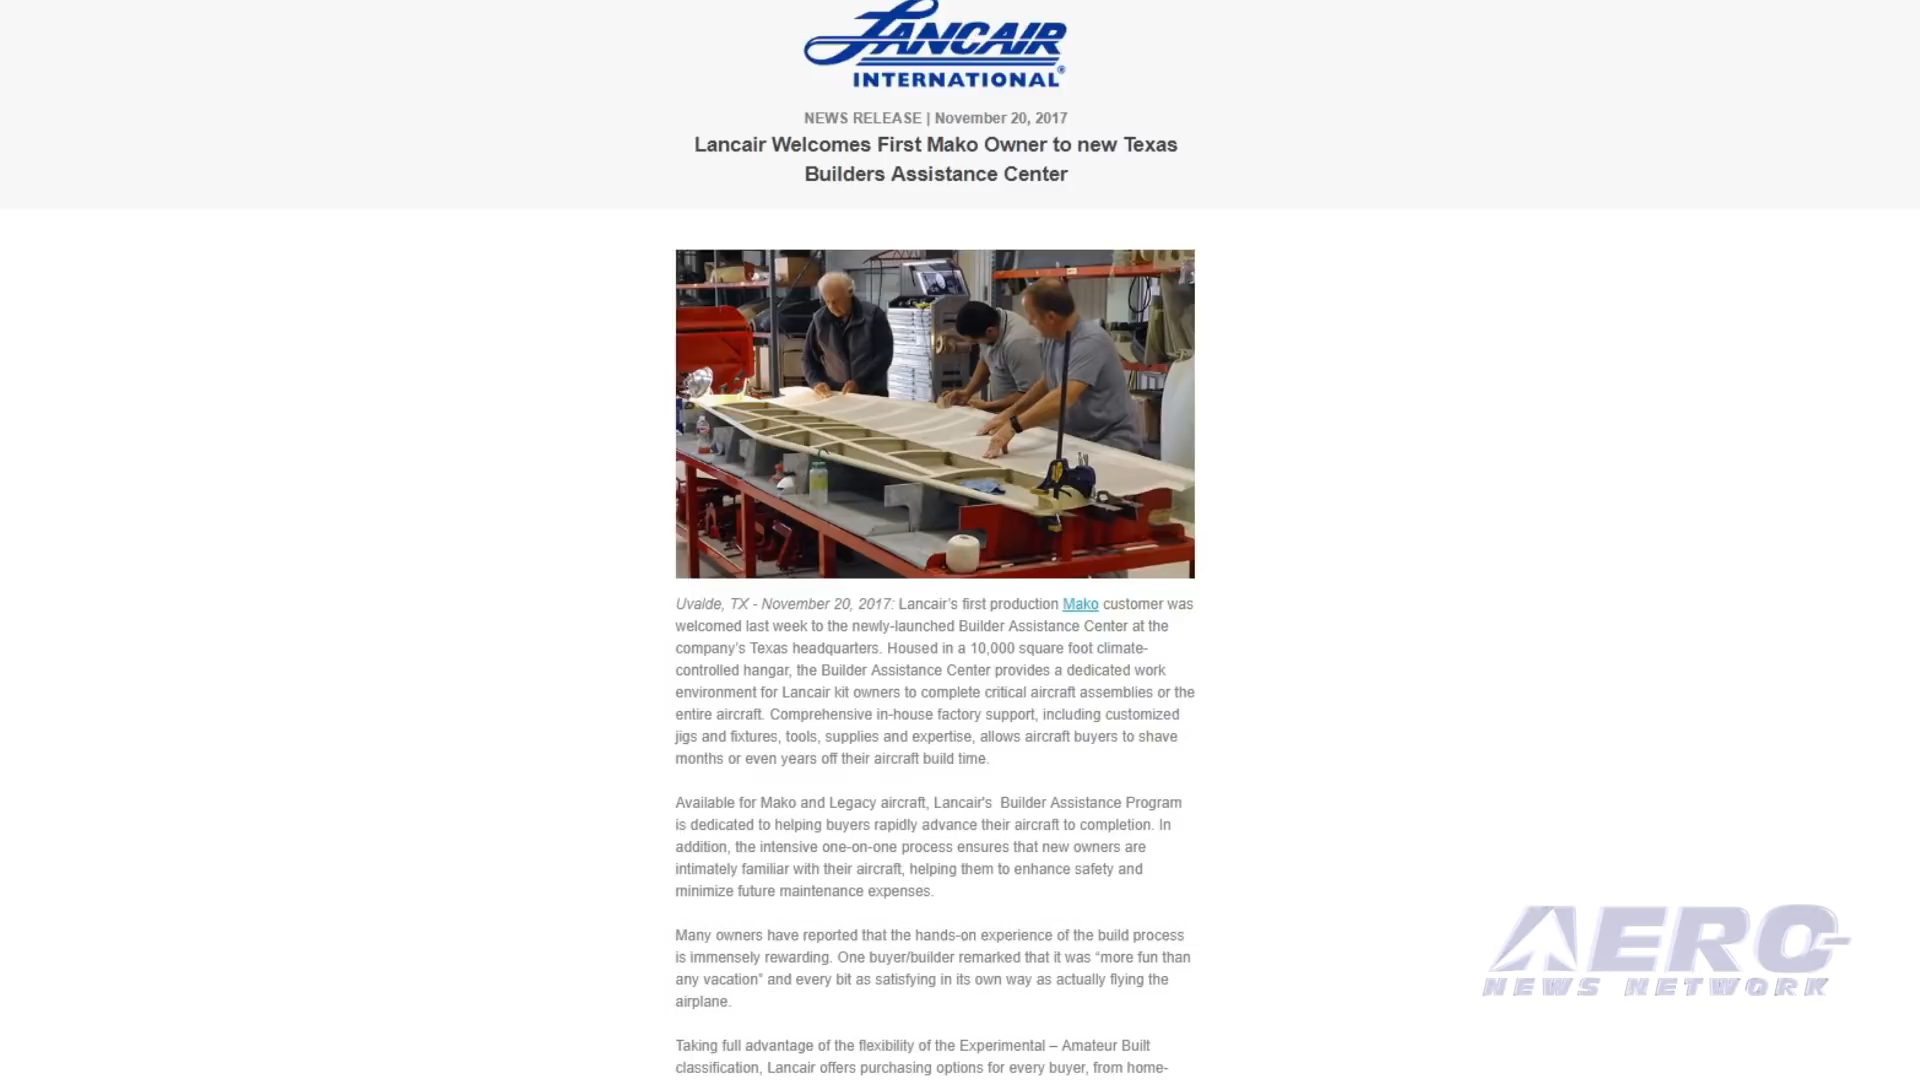 LANCAIR
INTERNATIONAL®
NEWS RELEASE | November 20, 2017
Lancair Welcomes First Mako Owner to new Texas
Builders Assistance Center
Uvalde, TX - November 20, 2017: Lancair's first production Mako customer was
welcomed last week to the newly-launched Builder Assistance Center at the
company's Texas headquarters. Housed in a 10,000 square foot climate-
controlled hangar, the Builder Assistance Center provides a dedicated work
environment for Lancair kit owners to complete critical aircraft assemblies or the
entire aircraft. Comprehensive in-house factory support, including customized
jigs and fixtures, tools, supplies and expertise, allows aircraft buyers to shave
months or even years off their aircraft build time.
Available for Mako and Legacy aircraft, Lancair's  Builder Assistance Program
is dedicated to helping buyers rapidly advance their aircraft to completion. In
addition, the intensive one-on-one process ensures that new owners are
intimately familiar with their aircraft, helping them to enhance safety and
minimize future maintenance expenses.
Many owners have reported that the hands-on experience of the build process
is immensely rewarding. One buyer/builder remarked that it was “more fun than
any vacation” and every bit as satisfying in its own way as actually flying the
airplane.
Taking full advantage of the flexibility of the Experimental – Amateur Built
classification, Lancair offers purchasing options for every buyer, from home-
AERO
NEWS NETWORK